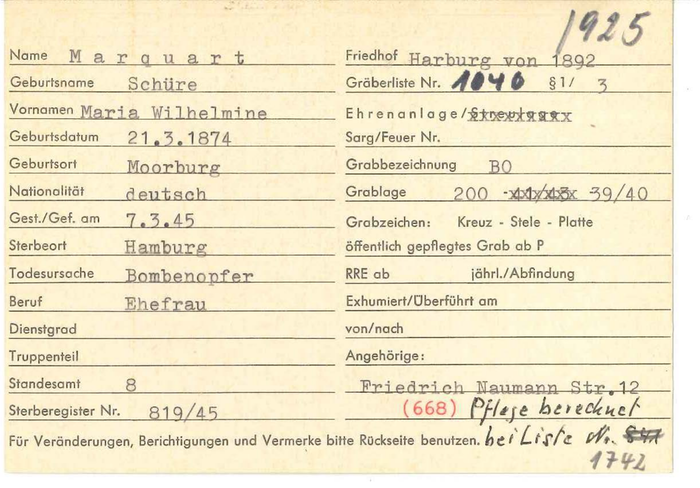 1925
Name M a r q u a r t
Geburtsname Schüre
Vornamen Maria Wilhelmine
Geburtsdatum 21.3.1874
Geburtsort Moorburg
Nationalität deutsch
Gest./Gef. am 7.3.45
Sterbeort Hamburg
Todesursache Bombenopfer
Beruf Ehefrau
Dienstgrad
Truppenteil
Standesamt 8
Sterberegister Nr. 819/45
Friedhof Harburg von 1892
Gräberliste Nr. 1040 §1/ 3
Ehrenanlage/Streulage
Sarg/Feuer Nr.
Grabbezeichnung BO
Grablage 200 - 41/43 - 39/40
Grabzeichen: Kreuz - Stele - Platte
öffentlich gepflegtes Grab ab P
RRE ab jährl./Abfindung
Exhumiert/Überführt am
von/nach
Angehörige:
Friedrich Naumann Str.12
(668) Pflege berechnet
bei Liste Nr.
1742
Für Veränderungen, Berichtigungen und Vermerke bitte Rückseite benutzen.